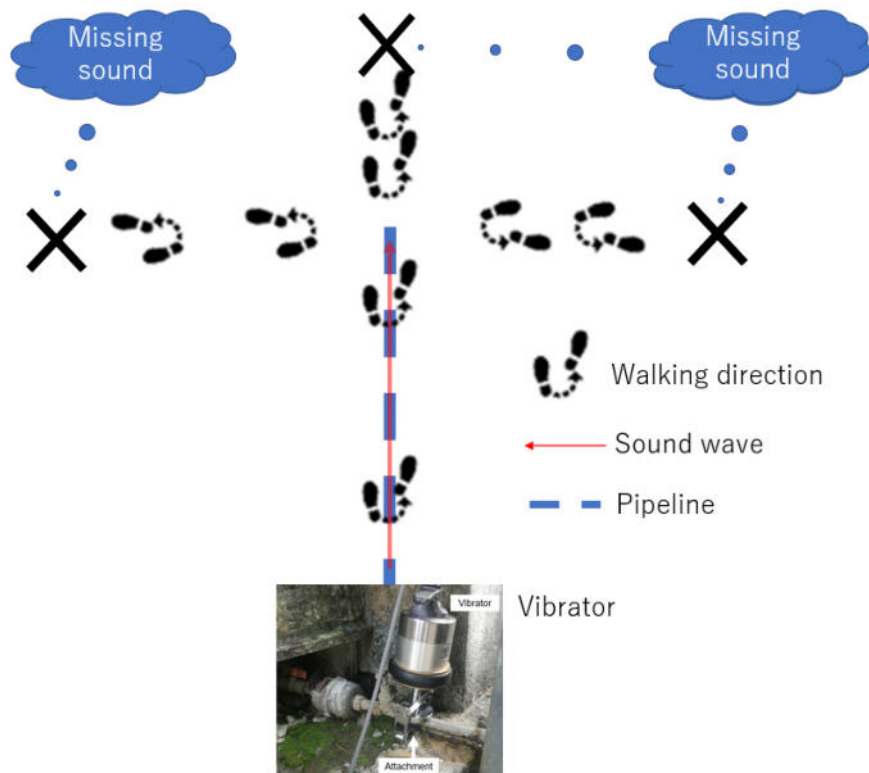 Missing
sound
Missing
sound
Walking direction
Sound wave
Pipeline
Vibrator
Vibrator
Attachment